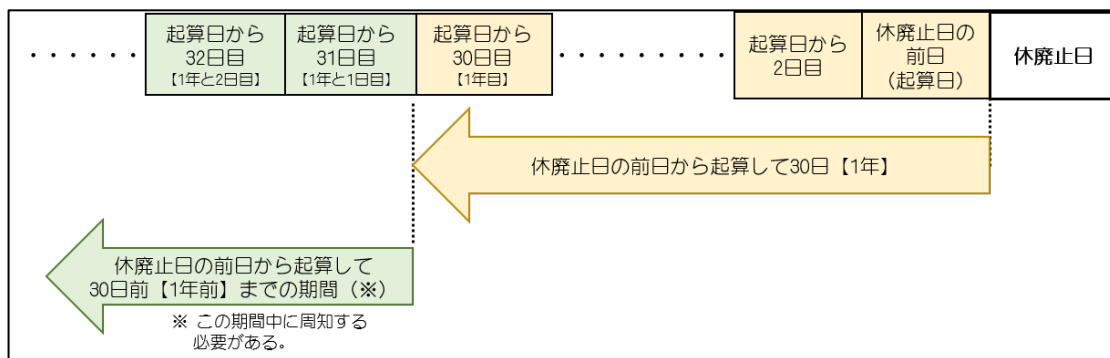 ・・・・・・
起算日から
32日目
【1年と2日目】
起算日から
31日目
【1年と1日目】
起算日から
30日目
【1年目】
・・・・・・・・・
起算日から
2日目
休廃止日の
前日
（起算日）
休廃止日
休廃止日の前日から起算して30日【1年】
休廃止日の前日から起算して
30日前【1年前】までの期間（※）
※ この期間中に周知する
必要がある。